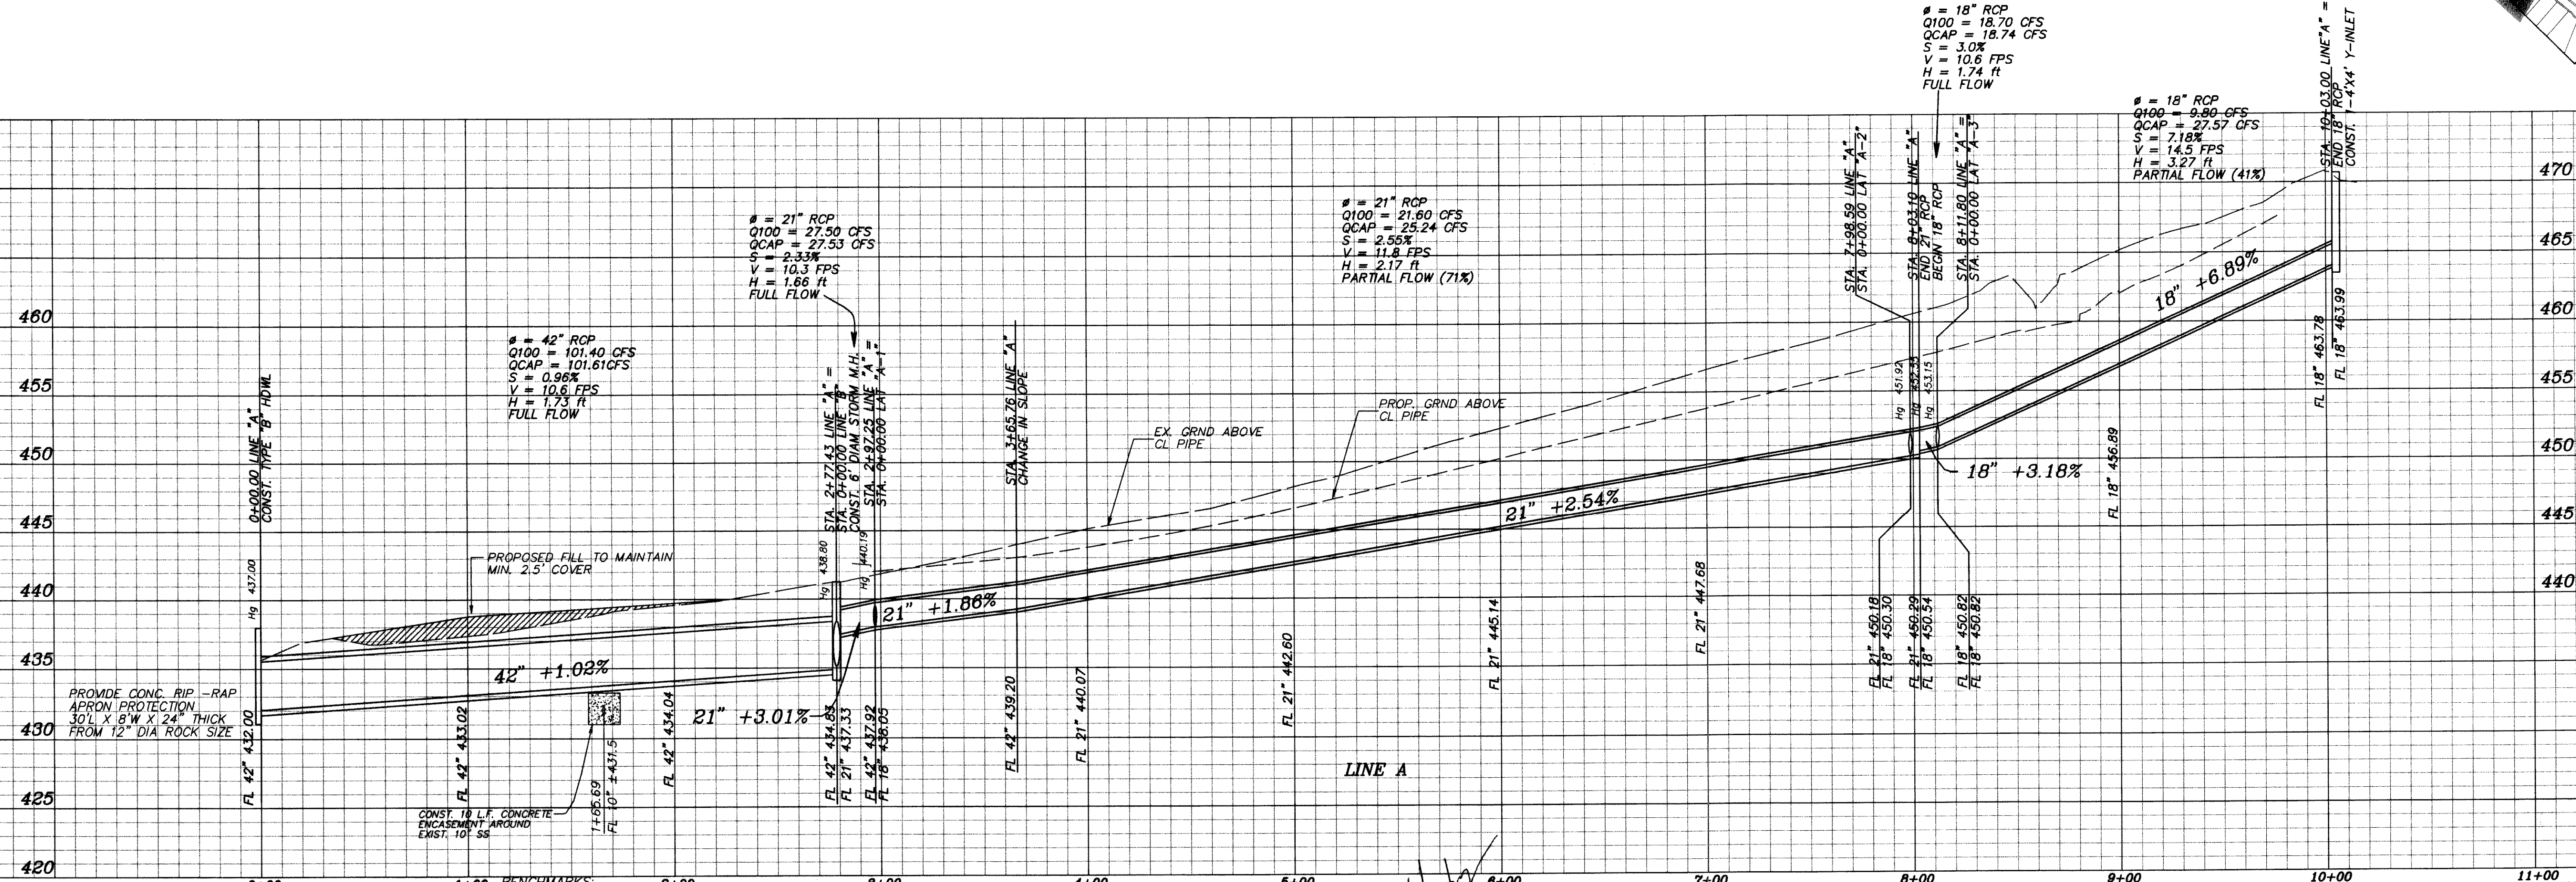 ø = 18" RCP
Q100 = 18.70 CFS
QCAP = 18.74 CFS
S = 3.0%
V = 10.6 FPS
H = 1.74 ft
FULL FLOW
ø = 18" RCP
Q100 = 9.80 CFS
QCAP = 27.57 CFS
S = 7.18%
V = 14.5 FPS
H = 3.27 ft
PARTIAL FLOW (41%)
STA. 10+03.00 LINE"A" =
END 18" RCP
CONST. 1-4'X4' Y-INLET
ø = 21" RCP
Q100 = 21.60 CFS
QCAP = 25.24 CFS
S = 2.55%
V = 11.8 FPS
H = 2.17 ft
PARTIAL FLOW (71%)
ø = 21" RCP
Q100 = 27.50 CFS
QCAP = 27.53 CFS
S = 2.33%
V = 10.3 FPS
H = 1.66 ft
FULL FLOW
ø = 42" RCP
Q100 = 101.40 CFS
QCAP = 101.61CFS
S = 0.96%
V = 10.6 FPS
H = 1.73 ft
FULL FLOW
460
455
450
445
440
435
430
425
420
470
465
460
455
450
445
440
0+00.00 LINE "A"
CONST. TYPE "B" HDWL
Hg 437.00
STA. 2+77.43 LINE "A" =
STA. 0+00.00 LINE "B"
CONST. 6' DIAM STORM M.H.
STA. 2+97.25 LINE "A" =
STA. 0+00.00 LAT "A-1"
Hg 438.80
Hg 440.19
STA. 3+65.76 LINE "A"
CHANGE IN SLOPE
STA. 7+98.59 LINE "A"
STA. 0+00.00 LAT "A-2"
STA. 8+03.10 LINE "A"
END 21" RCP
BEGIN 18" RCP
STA. 8+11.80 LINE "A" =
STA. 0+00.00 LAT "A-3"
Hg 451.92
Hg
Hg 453.15
EX. GRND ABOVE
CL PIPE
PROP. GRND ABOVE
CL PIPE
PROPOSED FILL TO MAINTAIN
MIN. 2.5' COVER
42" +1.02%
21" +3.01%
21" +1.86%
21" +2.54%
18" +3.18%
18" +6.89%
PROVIDE CONC. RIP -RAP
APRON PROTECTION
30'L X 8'W X 24" THICK
FROM 12" DIA ROCK SIZE
FL 42" 432.00
FL 42" 433.02
CONST. 10 L.F. CONCRETE
ENCASEMENT AROUND
EXIST. 10" SS
1+65.69
FL 10" ±431.5
FL 42" 434.04
FL 42" 434.83
FL 21" 437.33
FL 42" 437.92
FL 18" 438.05
FL 42" 439.20
FL 21" 440.07
FL 21" 442.60
FL 21" 445.14
FL 21" 447.68
FL 21" 450.18
FL 18" 450.30
FL 21" 450.29
FL 18" 450.54
FL 18" 450.82
FL 18" 450.82
FL 18" 456.89
FL 18" 463.78
FL 18" 463.99
LINE A
BENCHMARKS:
7+00
8+00
9+00
10+00
11+00